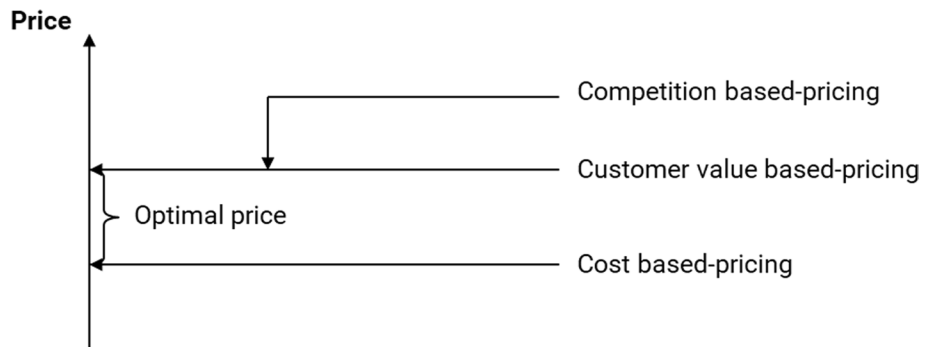 Price
Competition based-pricing
Customer value based-pricing
Optimal price
Cost based-pricing